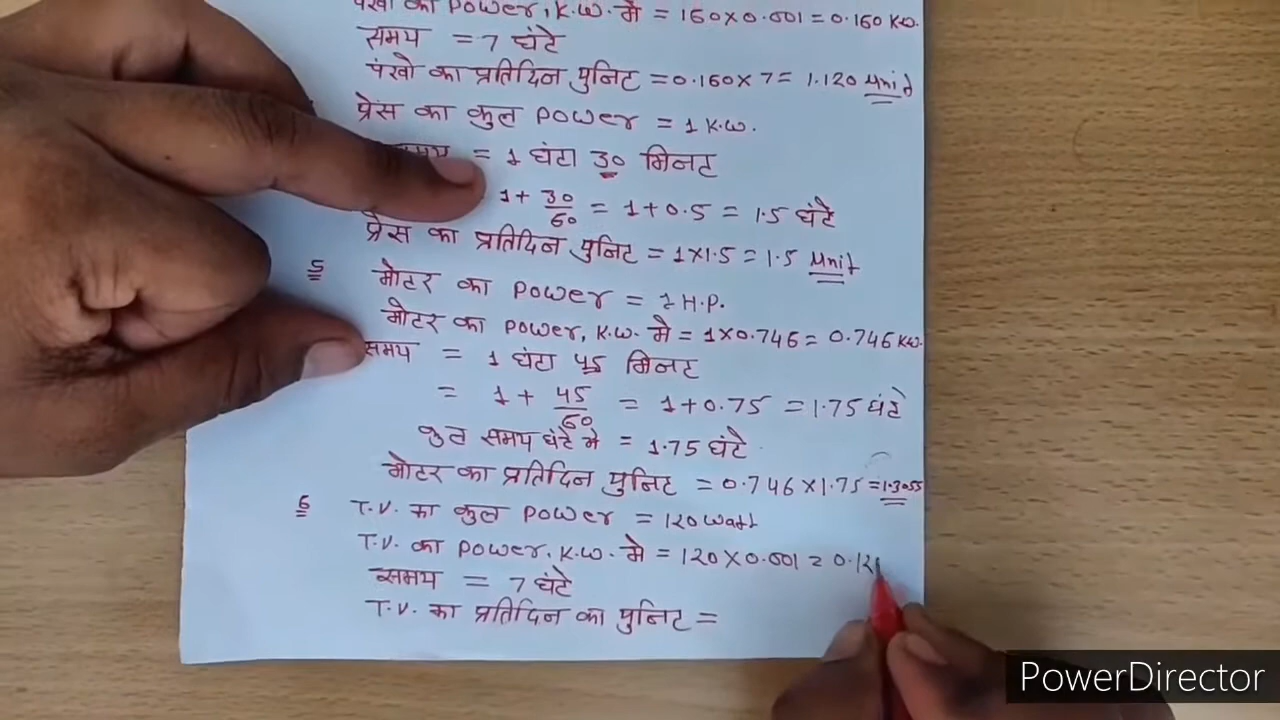 पंखो का Power, K.W. मे = 160×0.001 = 0.160 KW.
समय = 7 घंटे
पंखो का प्रतिदिन युनिट = 0.160×7 = 1.120 Unit
प्रेस का कुल Power = 1 K.W.
समय = 1 घंटा 30 मिनट
1+ 30/60 = 1+0.5 = 1.5 घंटे
प्रेस का प्रतिदिन युनिट = 1×1.5 = 1.5 Unit
5 मोटर का Power = 1 H.P.
मोटर का Power, K.W. मे = 1×0.746 = 0.746 KW.
समय = 1 घंटा 45 मिनट
= 1 + 45/60 = 1+0.75 = 1.75 घंटे
कुल समय घंटे मे = 1.75 घंटे
मोटर का प्रतिदिन युनिट = 0.746×1.75 = 1.3055
6 T.V. का कुल Power = 120 Watt
T.V. का Power, K.W. मे = 120×0.001 = 0.12
समय = 7 घंटे
T.V. का प्रतिदिन का युनिट =
PowerDirector